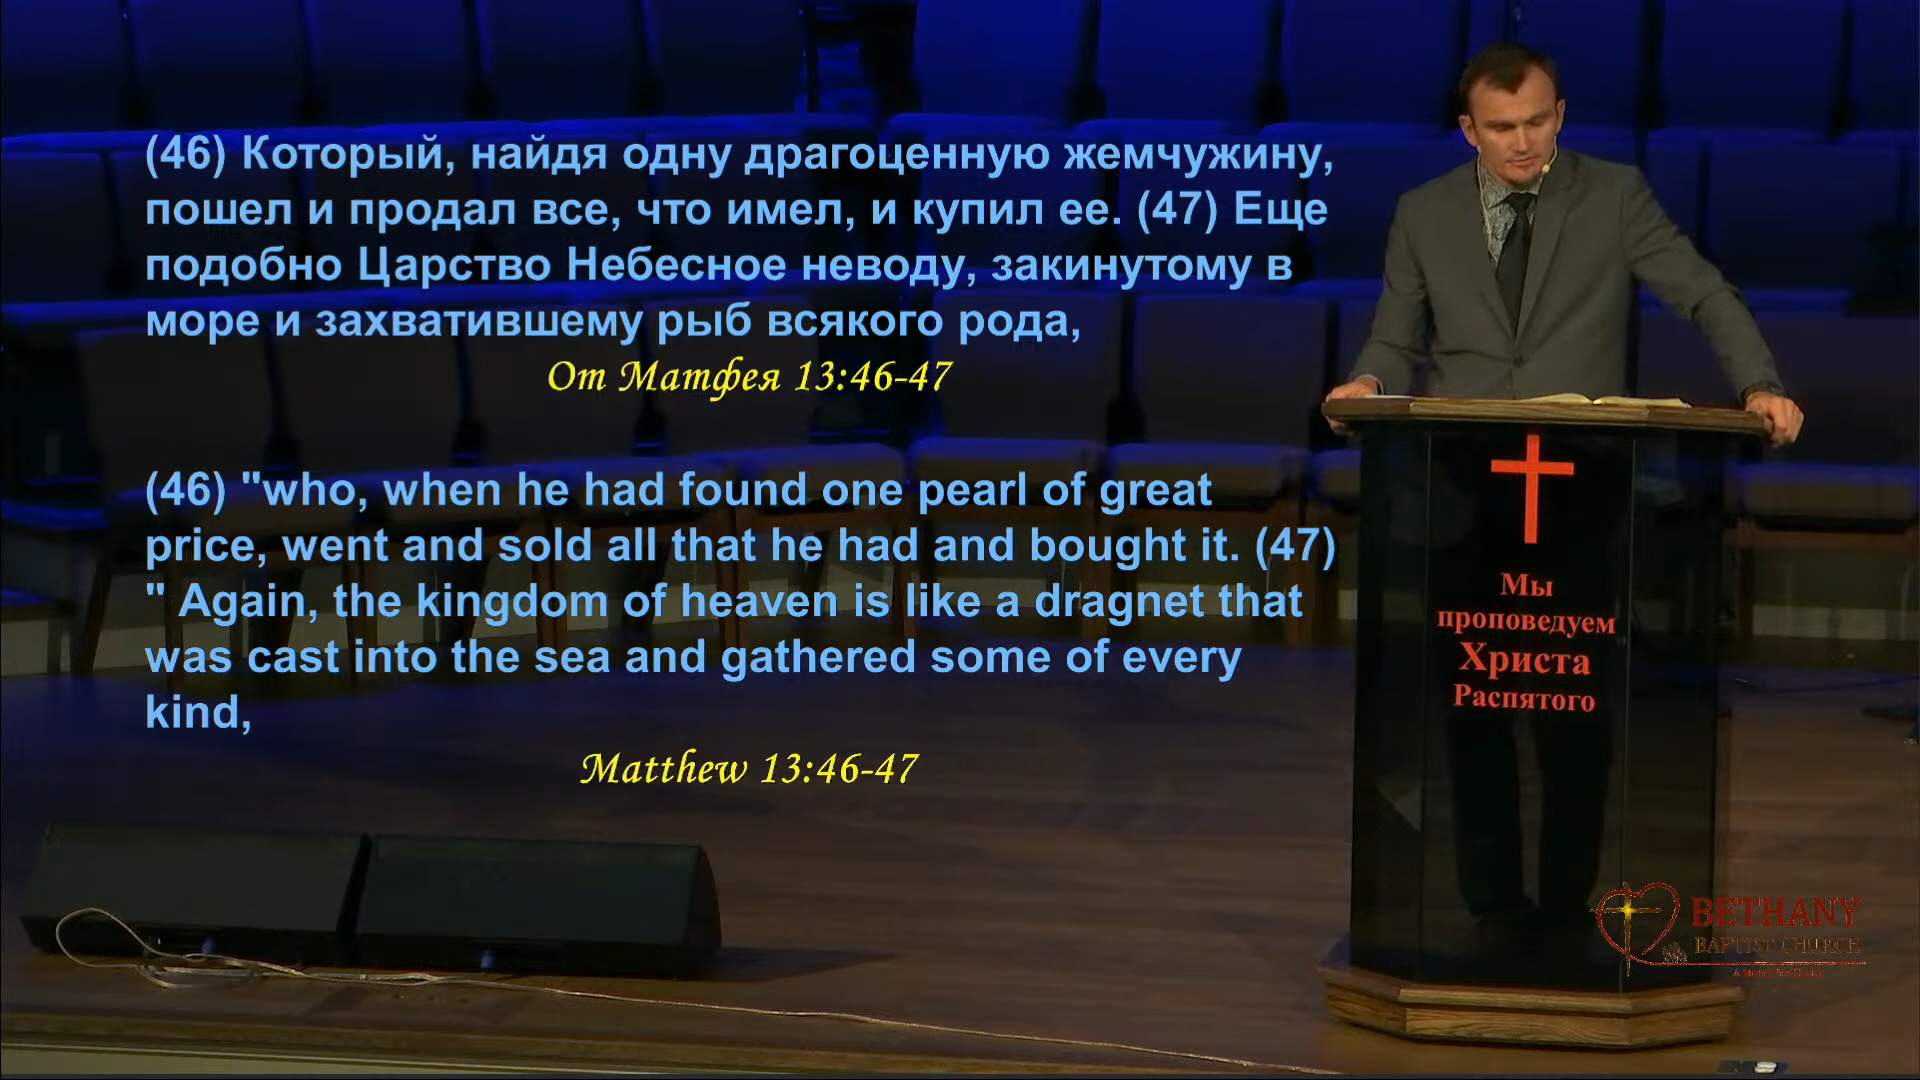 (46) Который, найдя одну драгоценную жемчужину,
пошел и продал все, что имел, и купил ее. (47) Еще
подобно Царство Небесное неводу, закинутому в
море и захватившему рыб всякого рода,
От Матфея 13:46-47
(46) "who, when he had found one pearl of great
price, went and sold all that he had and bought it. (47)
" Again, the kingdom of heaven is like a dragnet that
was cast into the sea and gathered some of every
kind,
Matthew 13:46-47
Мы
проповедуем
Христа
Распятого
BETHANY
BAPTIST CHURCH